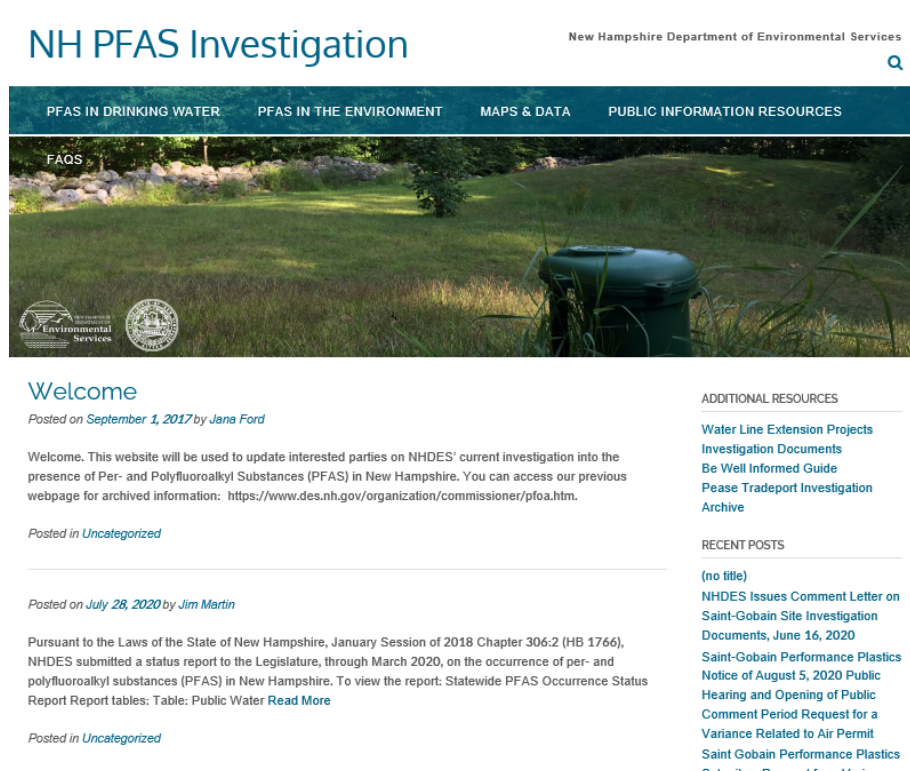 NH PFAS Investigation
New Hampshire Department of Environmental Services
PFAS IN DRINKING WATER PFAS IN THE ENVIRONMENT MAPS & DATA PUBLIC INFORMATION RESOURCES
FAQS
Environmental
Services
Welcome
Posted on September 1, 2017 by Jana Ford
Welcome. This website will be used to update interested parties on NHDES' current investigation into the
presence of Per- and Polyfluoroalkyl Substances (PFAS) in New Hampshire. You can access our previous
webpage for archived information: https://www.des.nh.gov/organization/commissioner/pfoa.htm.
Posted in Uncategorized
Posted on July 28, 2020 by Jim Martin
Pursuant to the Laws of the State of New Hampshire, January Session of 2018 Chapter 306:2 (HB 1766),
NHDES submitted a status report to the Legislature, through March 2020, on the occurrence of per- and
polyfluoroalkyl substances (PFAS) in New Hampshire. To view the report: Statewide PFAS Occurrence Status
Report Report tables: Table: Public Water Read More
Posted in Uncategorized
ADDITIONAL RESOURCES
Water Line Extension Projects
Investigation Documents
Be Well Informed Guide
Pease Tradeport Investigation
Archive
RECENT POSTS
(no title)
NHDES Issues Comment Letter on
Saint-Gobain Site Investigation
Documents, June 16, 2020
Saint-Gobain Performance Plastics
Notice of August 5, 2020 Public
Hearing and Opening of Public
Comment Period Request for a
Variance Related to Air Permit
Saint Gobain Performance Plastics